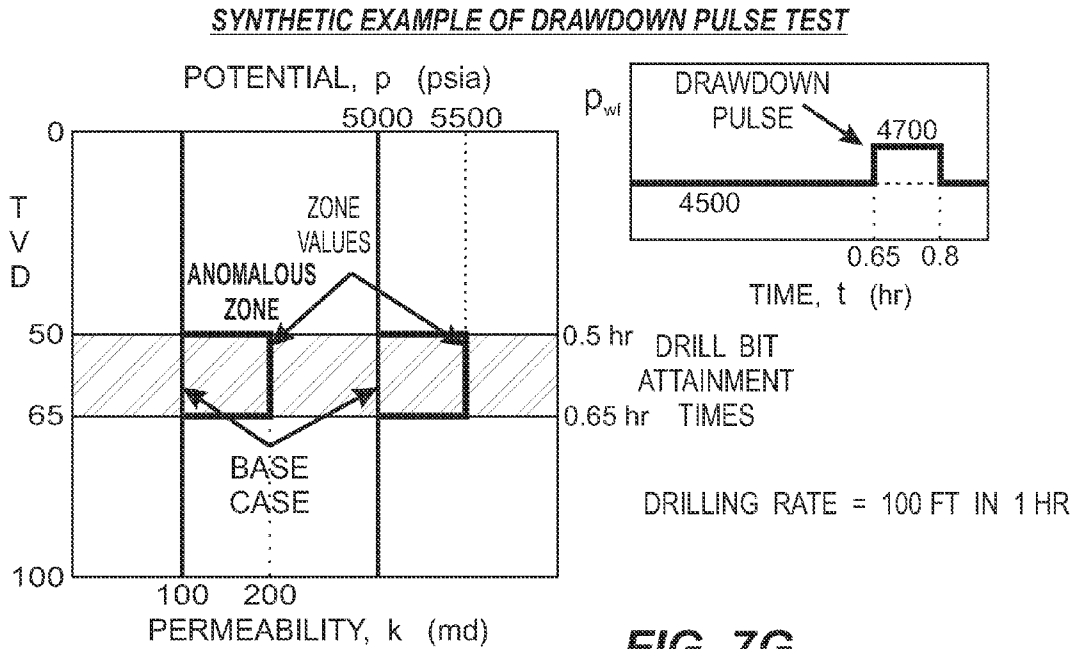 SYNTHETIC EXAMPLE OF DRAWDOWN PULSE TEST
POTENTIAL, p (psia)
5000 5500
0
T
V
D
ZONE
VALUES
ANOMALOUS
ZONE
50
65
BASE
CASE
100
100 200
PERMEABILITY, k (md)
0.5 hr
0.65 hr
DRILL BIT
ATTAINMENT
TIMES
pwf
DRAWDOWN
PULSE
4700
4500
0.65 0.8
TIME, t (hr)
DRILLING RATE = 100 FT IN 1 HR
FIG. 7G